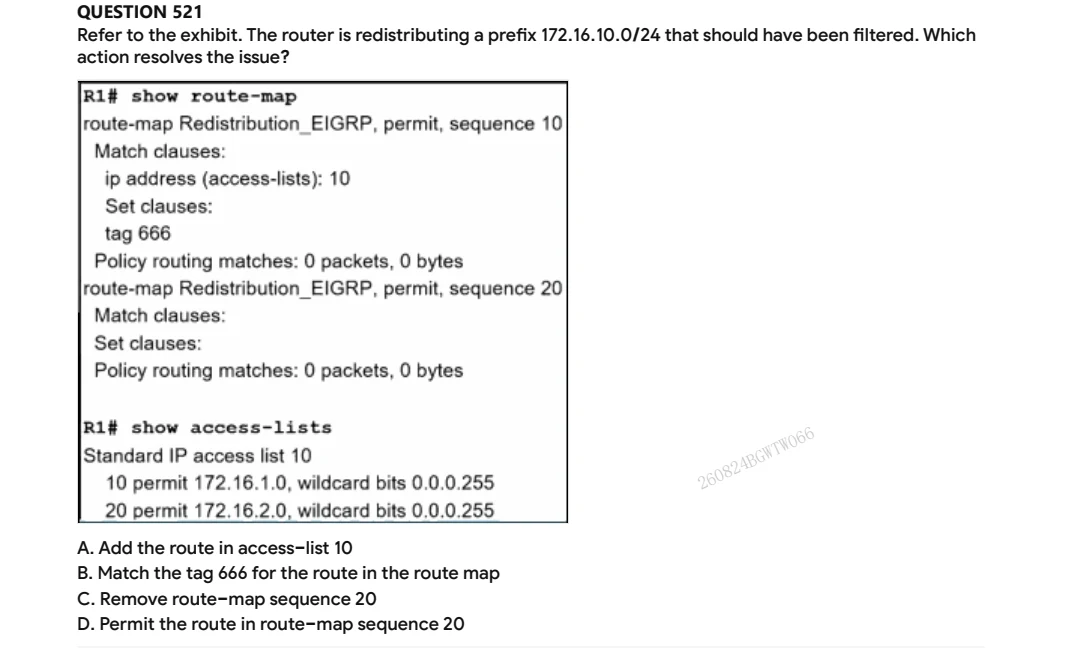 QUESTION 521
Refer to the exhibit. The router is redistributing a prefix 172.16.10.0/24 that should have been filtered. Which
action resolves the issue?
R1# show route-map
route-map Redistribution_EIGRP, permit, sequence 10
Match clauses:
ip address (access-lists): 10
Set clauses:
tag 666
Policy routing matches: 0 packets, 0 bytes
route-map Redistribution_EIGRP, permit, sequence 20
Match clauses:
Set clauses:
Policy routing matches: 0 packets, 0 bytes
R1# show access-lists
Standard IP access list 10
10 permit 172.16.1.0, wildcard bits 0.0.0.255
20 permit 172.16.2.0, wildcard bits 0.0.0.255
260824BGWTW066
A. Add the route in access-list 10
B. Match the tag 666 for the route in the route map
C. Remove route-map sequence 20
D. Permit the route in route-map sequence 20